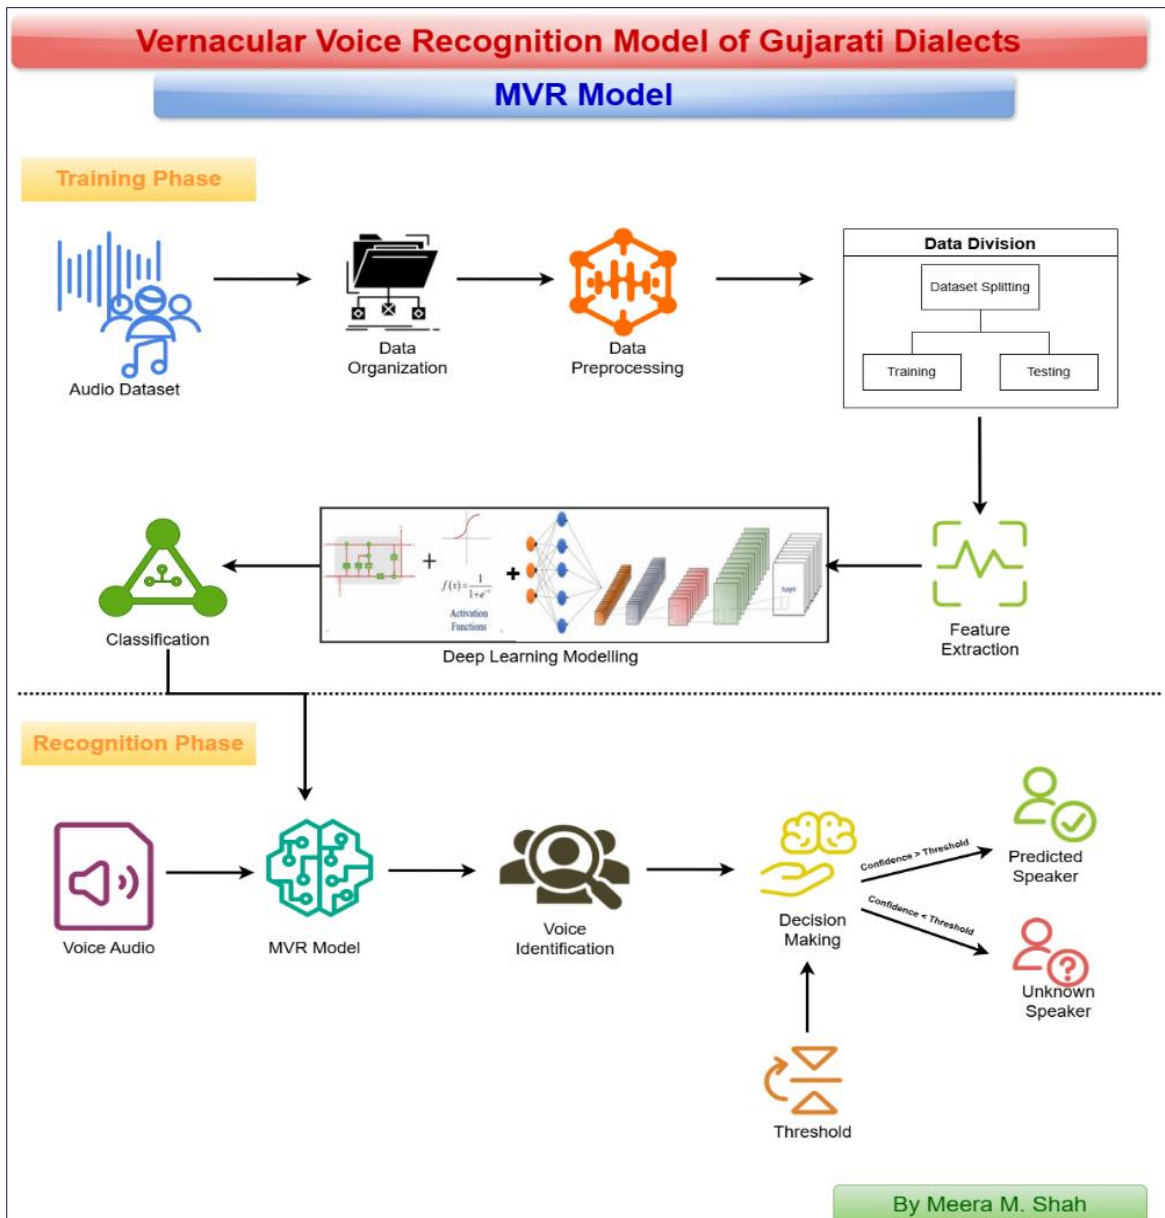 Vernacular Voice Recognition Model of Gujarati Dialects
MVR Model
Training Phase
Audio Dataset
Data
Organization
Data
Preprocessing
Data Division
Dataset Splitting
Training
Testing
Feature
Extraction
+
f(x)=1/1+e⁻ˣ
Activation
Functions
+
Deep Learning Modelling
Classification
Recognition Phase
Voice Audio
MVR Model
Voice
Identification
Decision
Making
Confidence > Threshold
Confidence < Threshold
Predicted
Speaker
?
Unknown
Speaker
Threshold
By Meera M. Shah